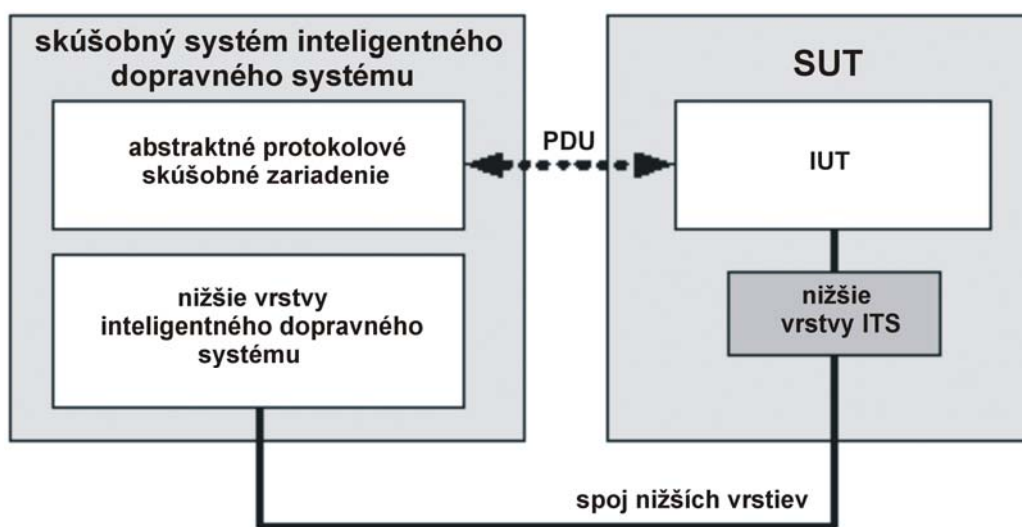 skúšobný systém inteligentného
dopravného systému
abstraktné protokolové
skúšobné zariadenie
nižšie vrstvy
inteligentného dopravného
systému
PDU
SUT
IUT
nižšie
vrstvy ITS
spoj nižších vrstiev